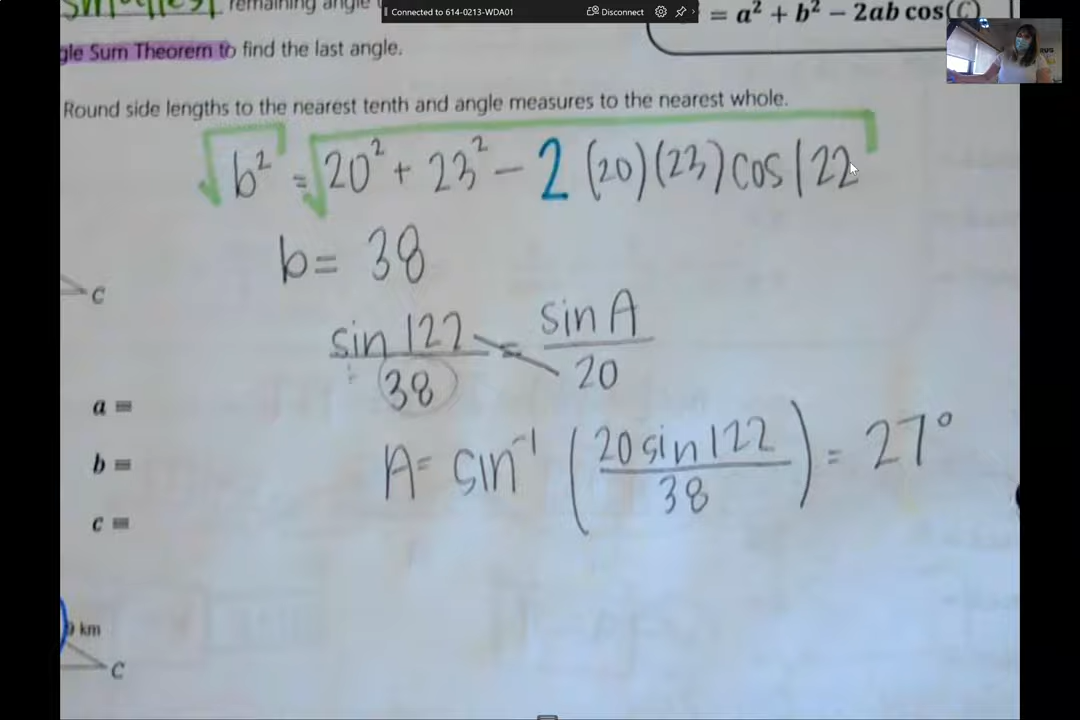 remaining angle
Connected to 614-0213-WDA01 Disconnect
= a² + b² − 2ab cos(C)
gle Sum Theorem to find the last angle.
Round side lengths to the nearest tenth and angle measures to the nearest whole.
√b² = √20² + 23² − 2 (20)(23) cos 122
b = 38
C
sin 122 / 38 = sin A / 20
a =
A = sin⁻¹ (20 sin 122 / 38) = 27°
b =
c =
km
C